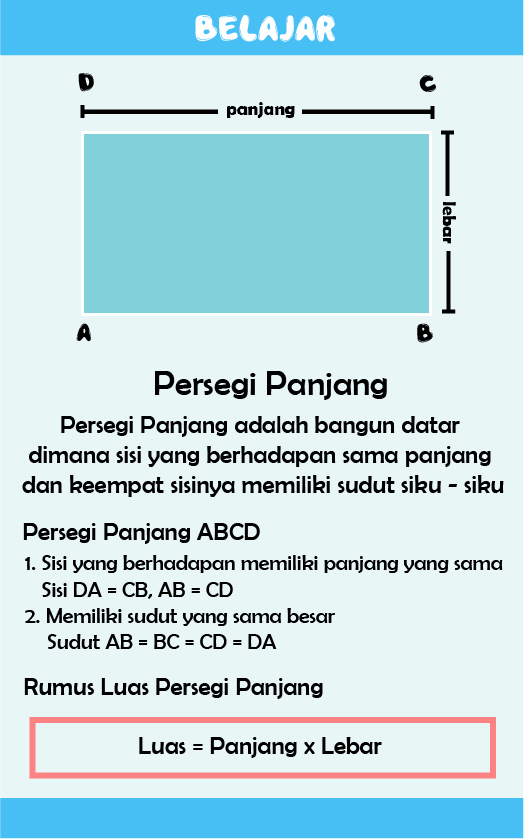 BELAJAR
D
C
panjang
lebar
A
B
Persegi Panjang
Persegi Panjang adalah bangun datar
dimana sisi yang berhadapan sama panjang
dan keempat sisinya memiliki sudut siku - siku
Persegi Panjang ABCD
1. Sisi yang berhadapan memiliki panjang yang sama
Sisi DA = CB, AB = CD
2. Memiliki sudut yang sama besar
Sudut AB = BC = CD = DA
Rumus Luas Persegi Panjang
Luas = Panjang x Lebar